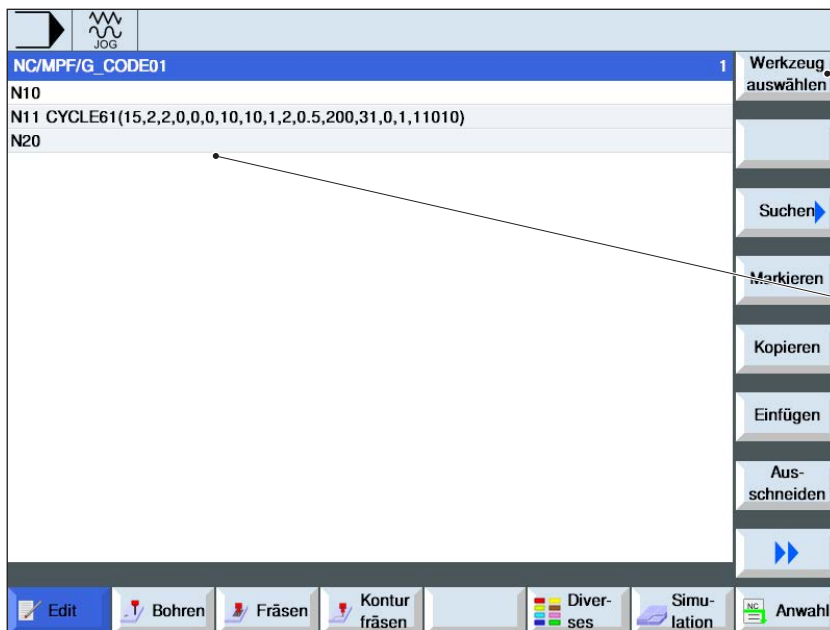 JOG
NC/MPF/G_CODE01 1
N10
N11 CYCLE61(15,2,2,0,0,0,10,10,1,2,0.5,200,31,0,1,11010)
N20
Werkzeug
auswählen
Suchen
Markieren
Kopieren
Einfügen
Aus-
schneiden
Edit
Bohren
Fräsen
Kontur
fräsen
Diver-
ses
Simu-
lation
NC
Anwahl